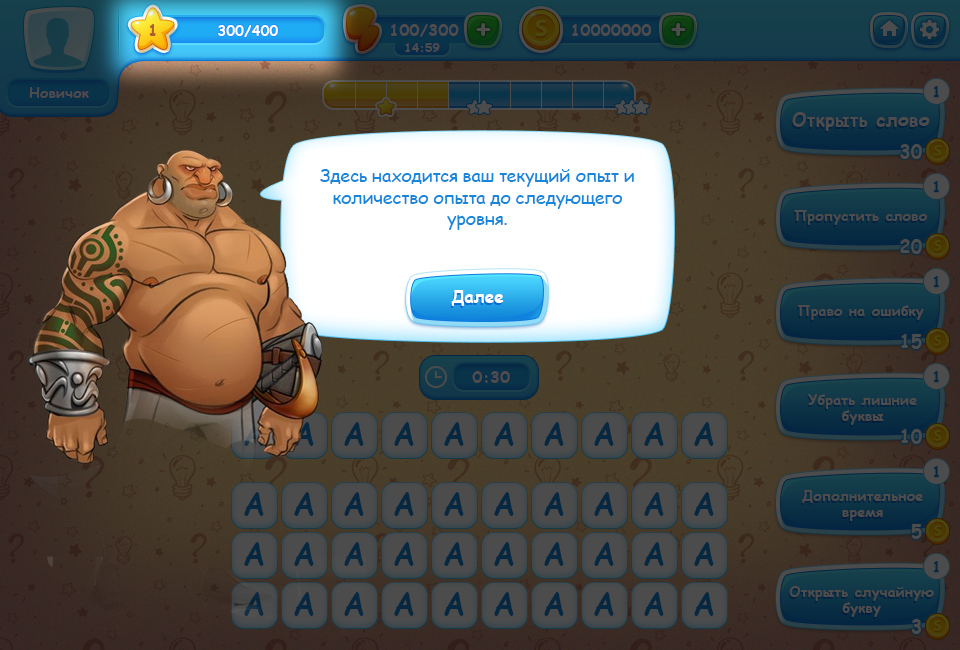 1
300/400
100/300
14:59
S
10000000
Новичок
Здесь находится ваш текущий опыт и
количество опыта до следующего
уровня.
Далее
0:30
A A A A A A A A A
A A A A A A A A A A
A A A A A A A A A A
A A A A A A A A A A
1
Открыть слово
30 S
1
Пропустить слово
20 S
1
Право на ошибку
15 S
1
Убрать лишние
буквы
10 S
1
Дополнительное
время
5 S
1
Открыть случайную
букву
3 S